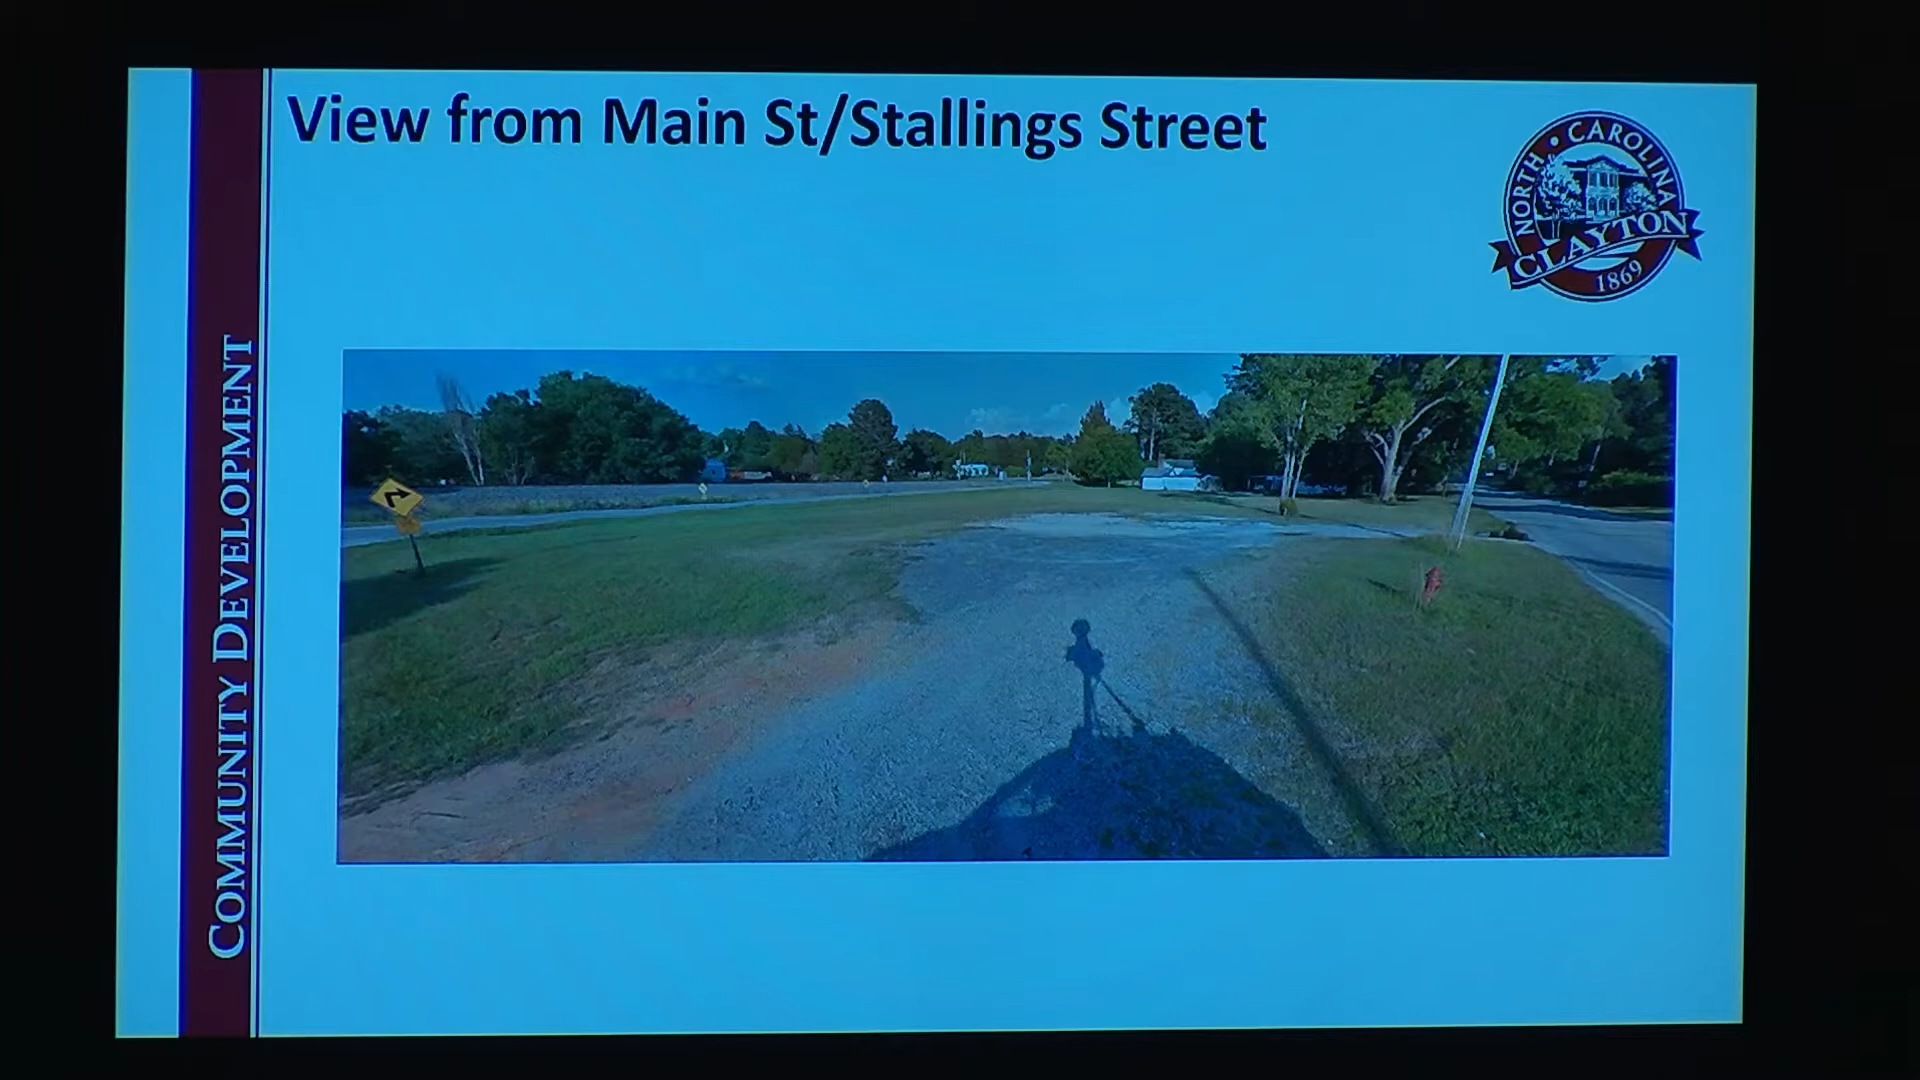 View from Main St/Stallings Street
NORTH • CAROLINA
CLAYTON
1869
COMMUNITY DEVELOPMENT